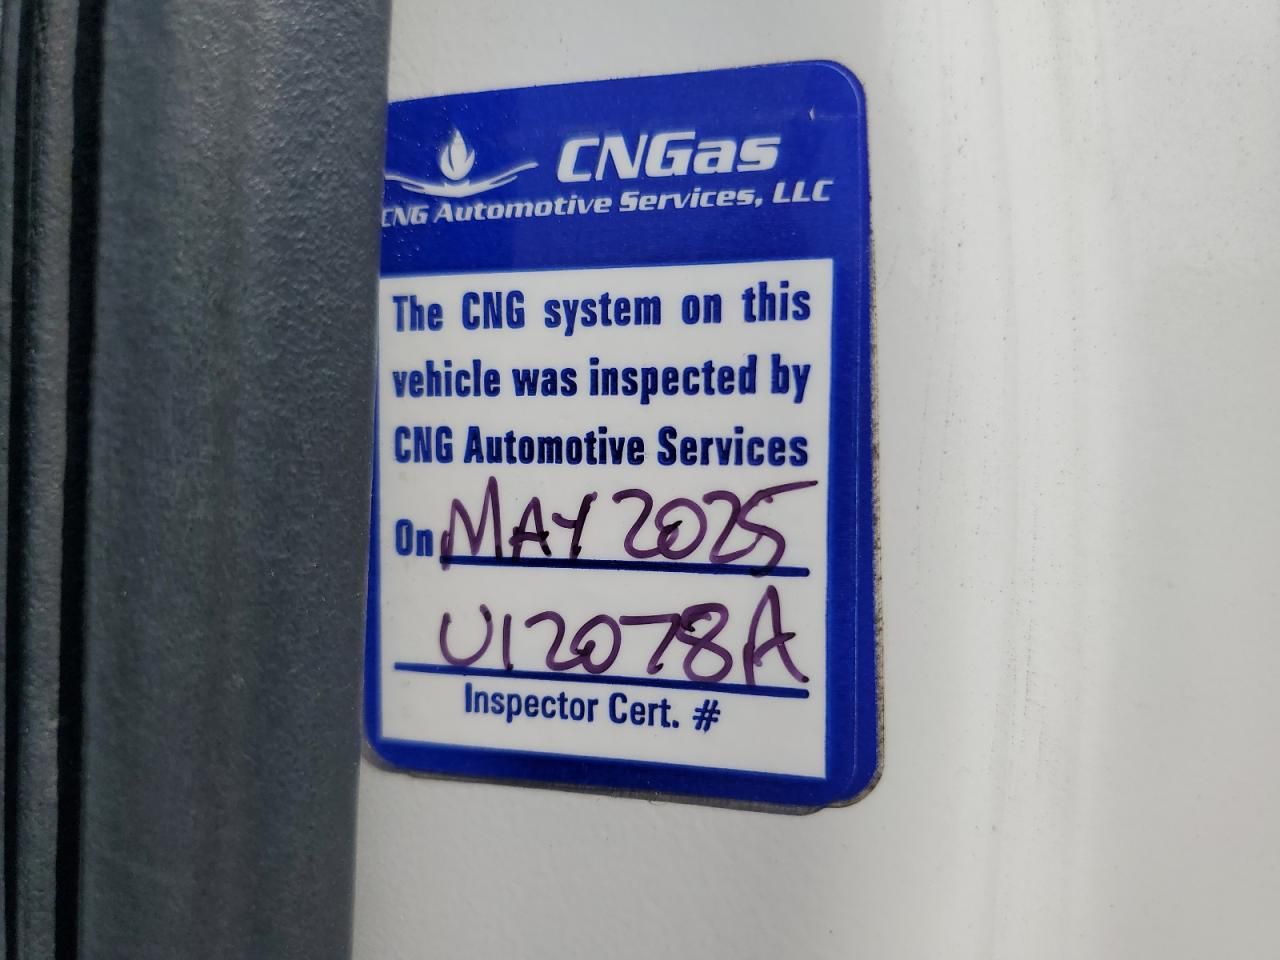 CNGas
CNG Automotive Services, LLC
The CNG system on this
vehicle was inspected by
CNG Automotive Services
On MAY 2025
U12078A
Inspector Cert. #